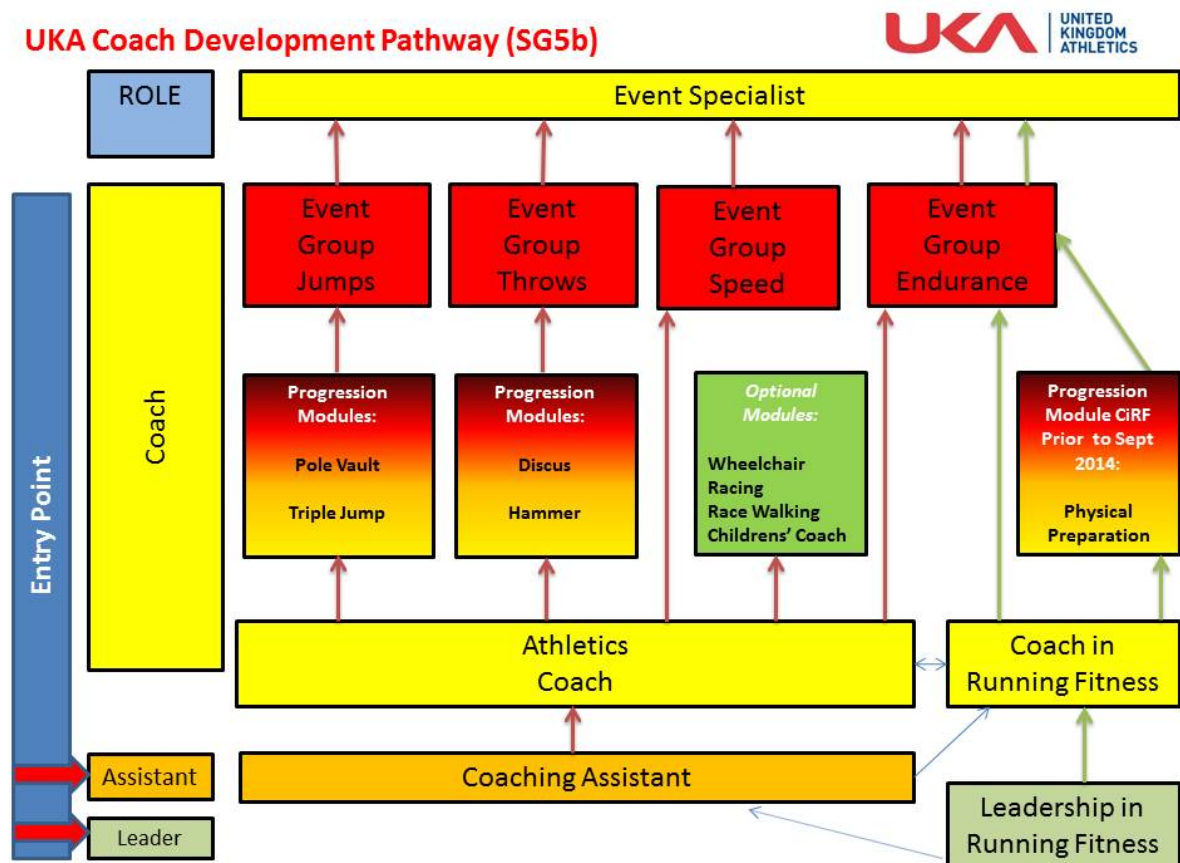 UKA Coach Development Pathway (SG5b)
UKA
UNITED
KINGDOM
ATHLETICS
ROLE
Event Specialist
Entry Point
Coach
Event
Group
Jumps
Event
Group
Throws
Event
Group
Speed
Event
Group
Endurance
Progression
Modules:
Pole Vault
Triple Jump
Progression
Modules:
Discus
Hammer
Optional
Modules:
Wheelchair
Racing
Race Walking
Childrens' Coach
Progression
Module CiRF
Prior to Sept
2014:
Physical
Preparation
Athletics
Coach
Coach in
Running Fitness
Assistant
Coaching Assistant
Leader
Leadership in
Running Fitness